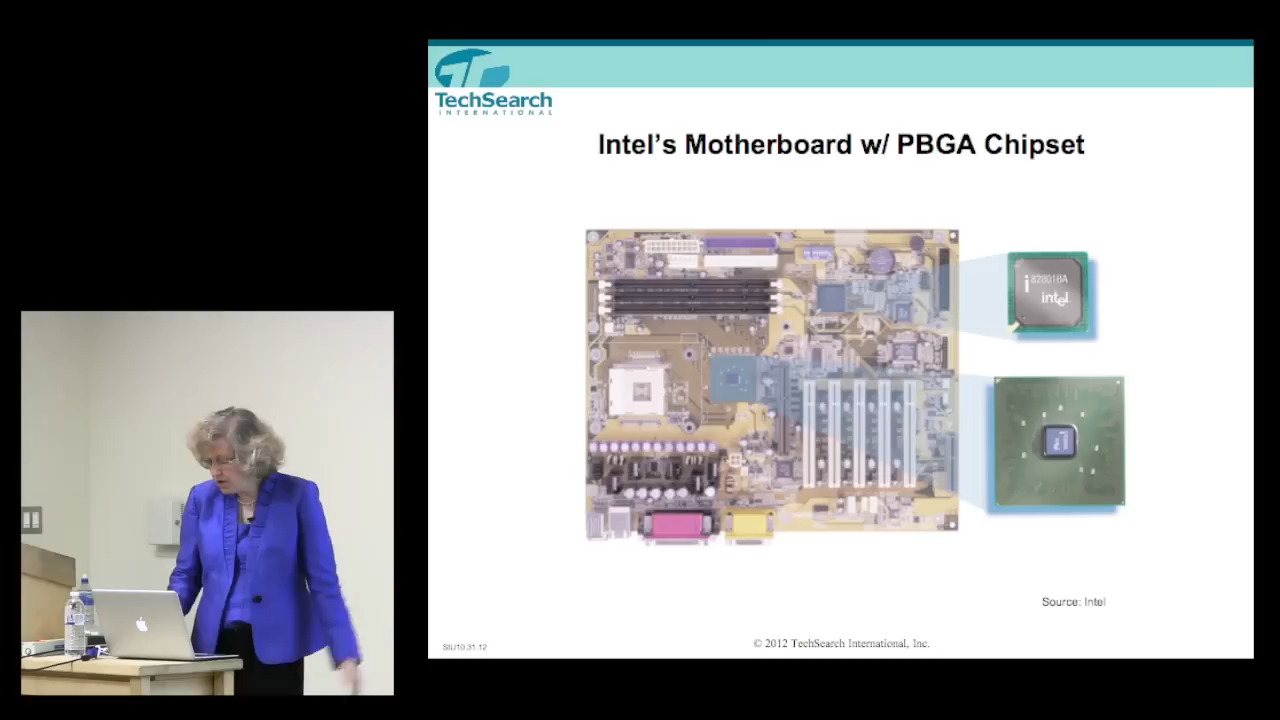 TechSearch
INTERNATIONAL
Intel's Motherboard w/ PBGA Chipset
i 82801BA
intel
Source: Intel
SIU10.31.12
© 2012 TechSearch International, Inc.